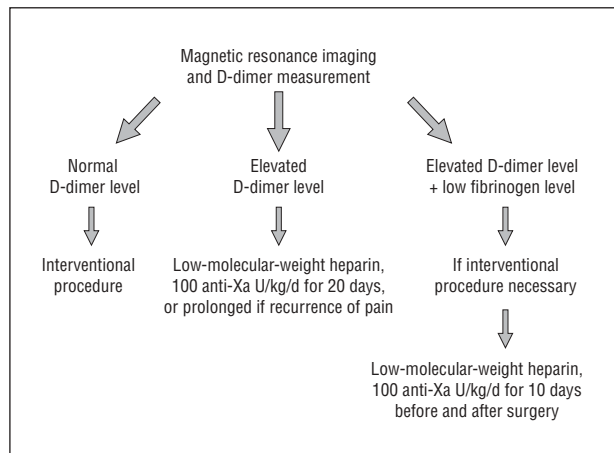 Magnetic resonance imaging
and D-dimer measurement
Normal
D-dimer level
Elevated
D-dimer level
Elevated D-dimer level
+ low fibrinogen level
Interventional
procedure
Low-molecular-weight heparin,
100 anti-Xa U/kg/d for 20 days,
or prolonged if recurrence of pain
If interventional
procedure necessary
Low-molecular-weight heparin,
100 anti-Xa U/kg/d for 10 days
before and after surgery